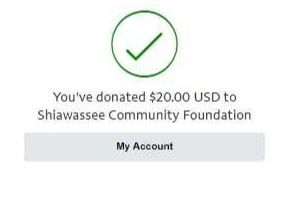 You've donated $20.00 USD to
Shiawassee Community Foundation
My Account